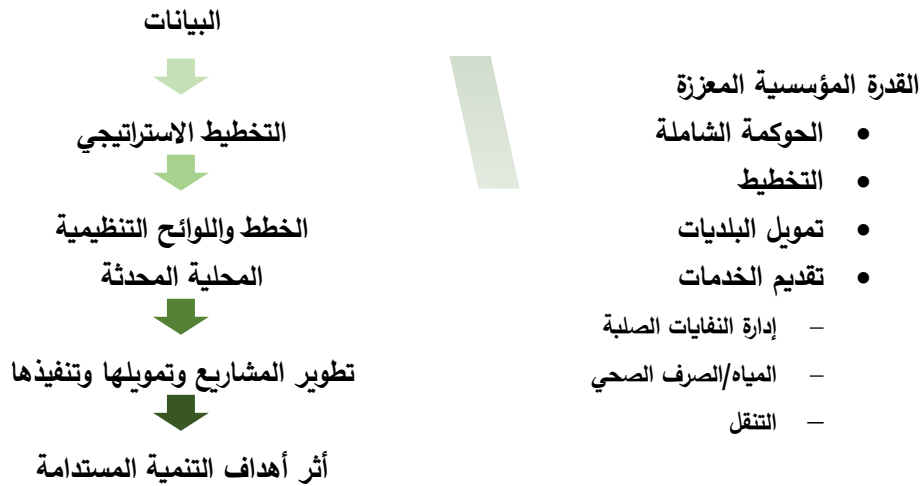 القدرة المؤسسية المعززة
• الحوكمة الشاملة
• التخطيط
• تمويل البلديات
• تقديم الخدمات
– إدارة النفايات الصلبة
– المياه/الصرف الصحي
– التنقل
البيانات
التخطيط الاستراتيجي
الخطط واللوائح التنظيمية
المحلية المحدثة
تطوير المشاريع وتمويلها وتنفيذها
أثر أهداف التنمية المستدامة